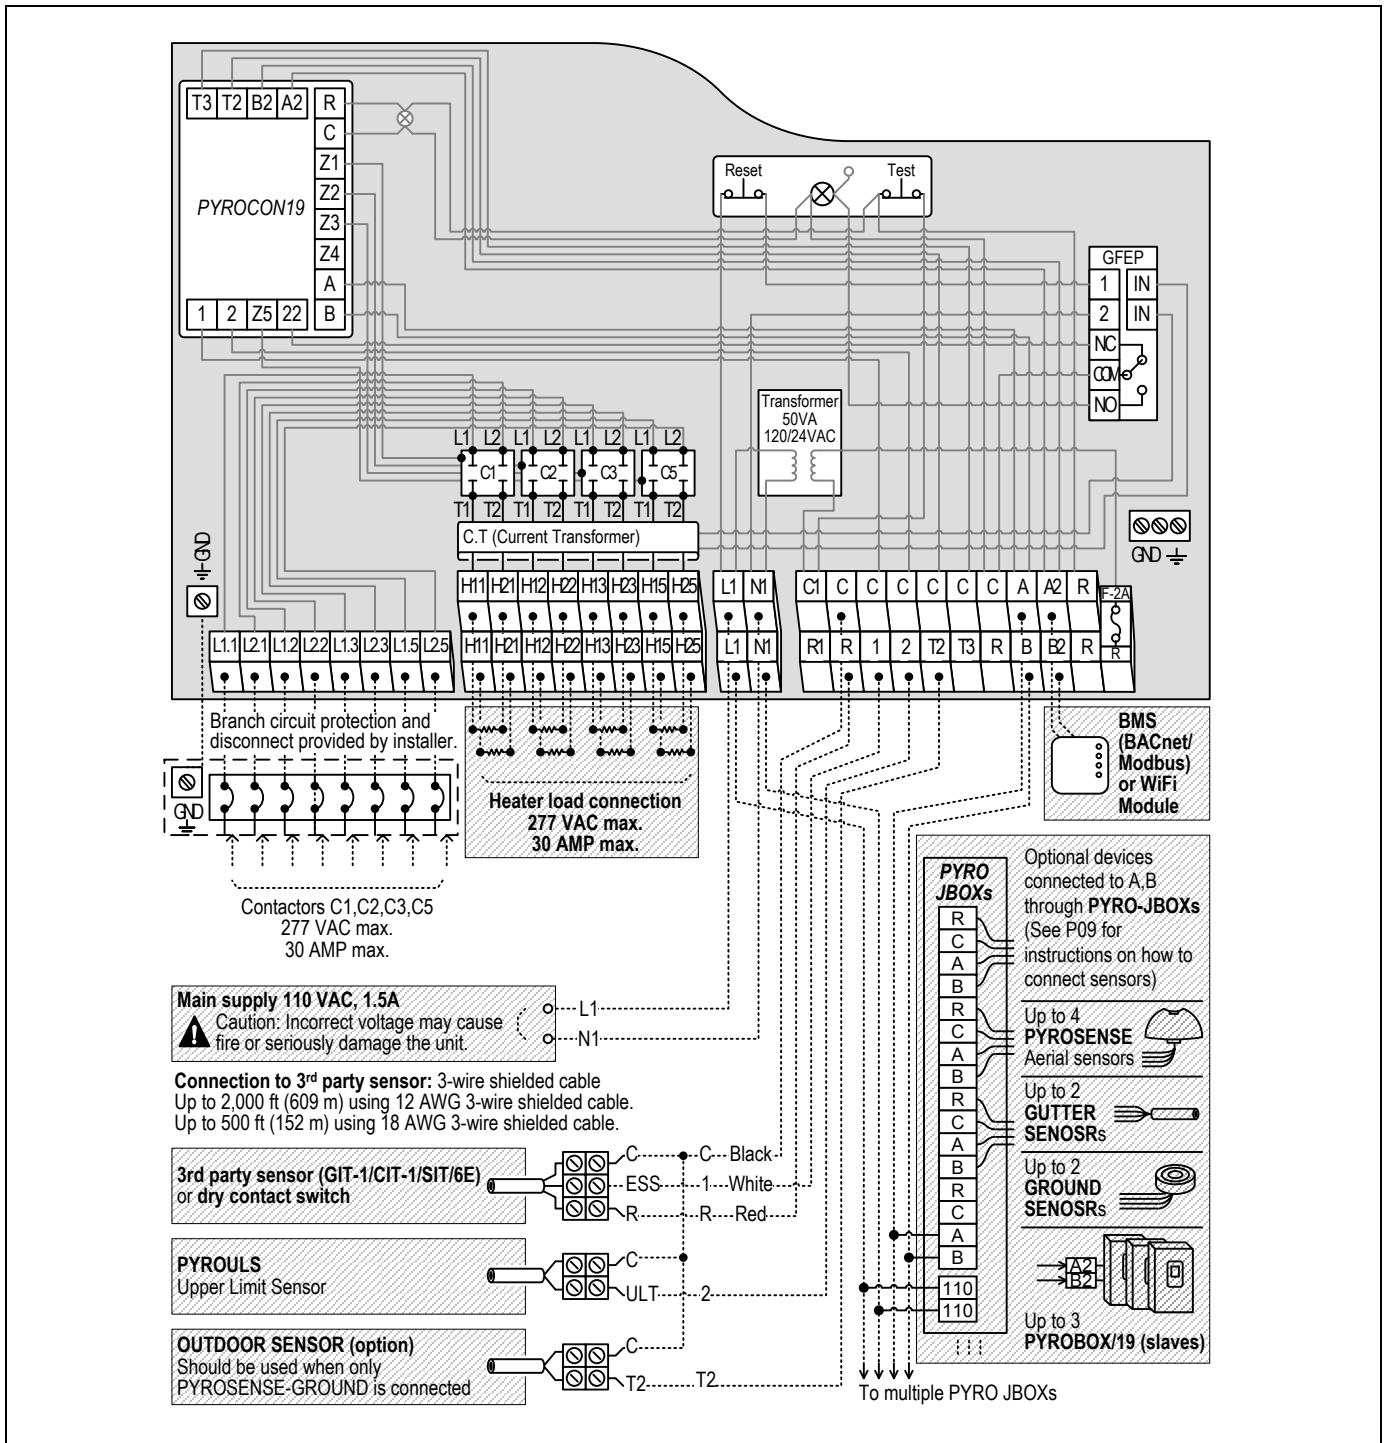 T3 T2 B2 A2
R
C
Z1
Z2
Z3
Z4
A
B
PYROCON19
1 2 Z5 22
Reset
Test
GFEP
1 IN
2 IN
NC
COM
NO
Transformer
50VA
120/24VAC
L1 L2 L1 L2 L1 L2 L1 L2
C1 C2 C3 C5
T1 T2 T1 T2 T1 T2 T1 T2
C.T (Current Transformer)
GND
GND
H11 H21 H12 H22 H13 H23 H15 H25
L1 N1
C1 C C C C C C A A2 R
F-2A
L1.1 L2.1 L1.2 L2.2 L1.3 L2.3 L1.5 L2.5
H11 H21 H12 H22 H13 H23 H15 H25
L1 N1
R1 R 1 2 T2 T3 R B B2 R
R
Branch circuit protection and
disconnect provided by installer.
GND
Heater load connection
277 VAC max.
30 AMP max.
BMS
(BACnet/
Modbus)
or WiFi
Module
Contactors C1,C2,C3,C5
277 VAC max.
30 AMP max.
Main supply 110 VAC, 1.5A
Caution: Incorrect voltage may cause
fire or seriously damage the unit.
L1
N1
Connection to 3rd party sensor: 3-wire shielded cable
Up to 2,000 ft (609 m) using 12 AWG 3-wire shielded cable.
Up to 500 ft (152 m) using 18 AWG 3-wire shielded cable.
3rd party sensor (GIT-1/CIT-1/SIT/6E)
or dry contact switch
C C Black
ESS 1 White
R R Red
PYROULS
Upper Limit Sensor
C
ULT 2
OUTDOOR SENSOR (option)
Should be used when only
PYROSENSE-GROUND is connected
C
T2 T2
PYRO
JBOXs
R
C
A
B
R
C
A
B
R
C
A
B
R
C
A
B
110
110
Optional devices
connected to A,B
through PYRO-JBOXs
(See P09 for
instructions on how to
connect sensors)
Up to 4
PYROSENSE
Aerial sensors
Up to 2
GUTTER
SENOSRs
Up to 2
GROUND
SENOSRs
A2
B2
Up to 3
PYROBOX/19 (slaves)
To multiple PYRO JBOXs